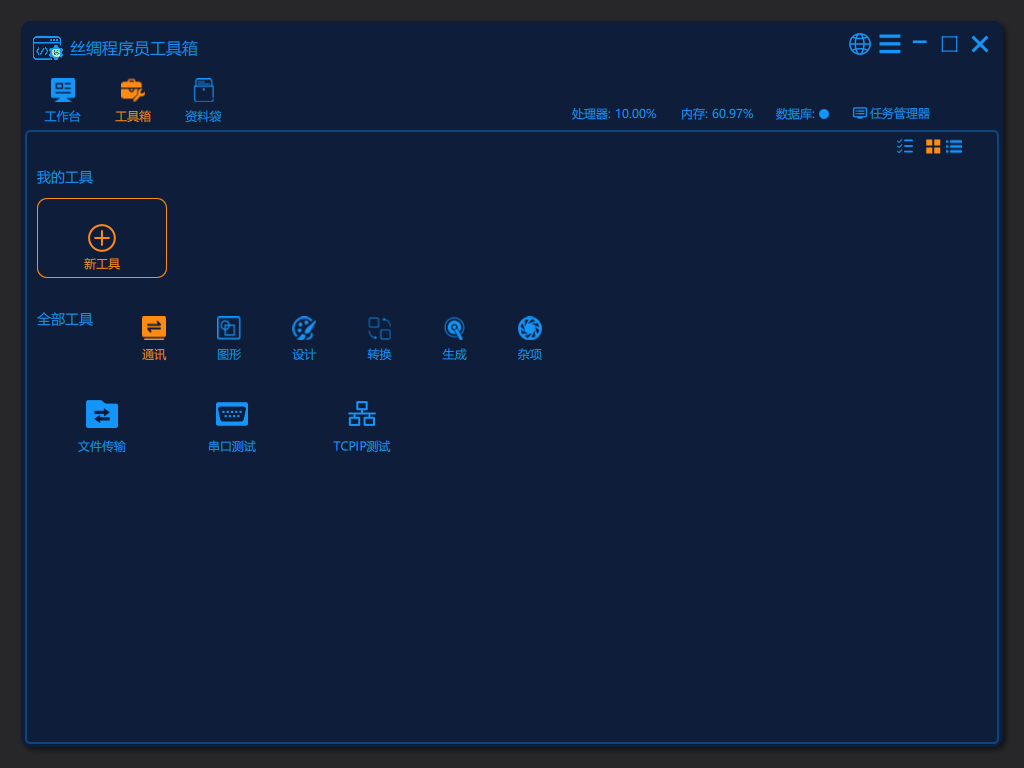 丝绸程序员工具箱
工作台 工具箱 资料袋
处理器: 10.00% 内存: 60.97% 数据库: 任务管理器
我的工具
新工具
全部工具
通讯 图形 设计 转换 生成 杂项
文件传输 串口测试 TCPIP测试